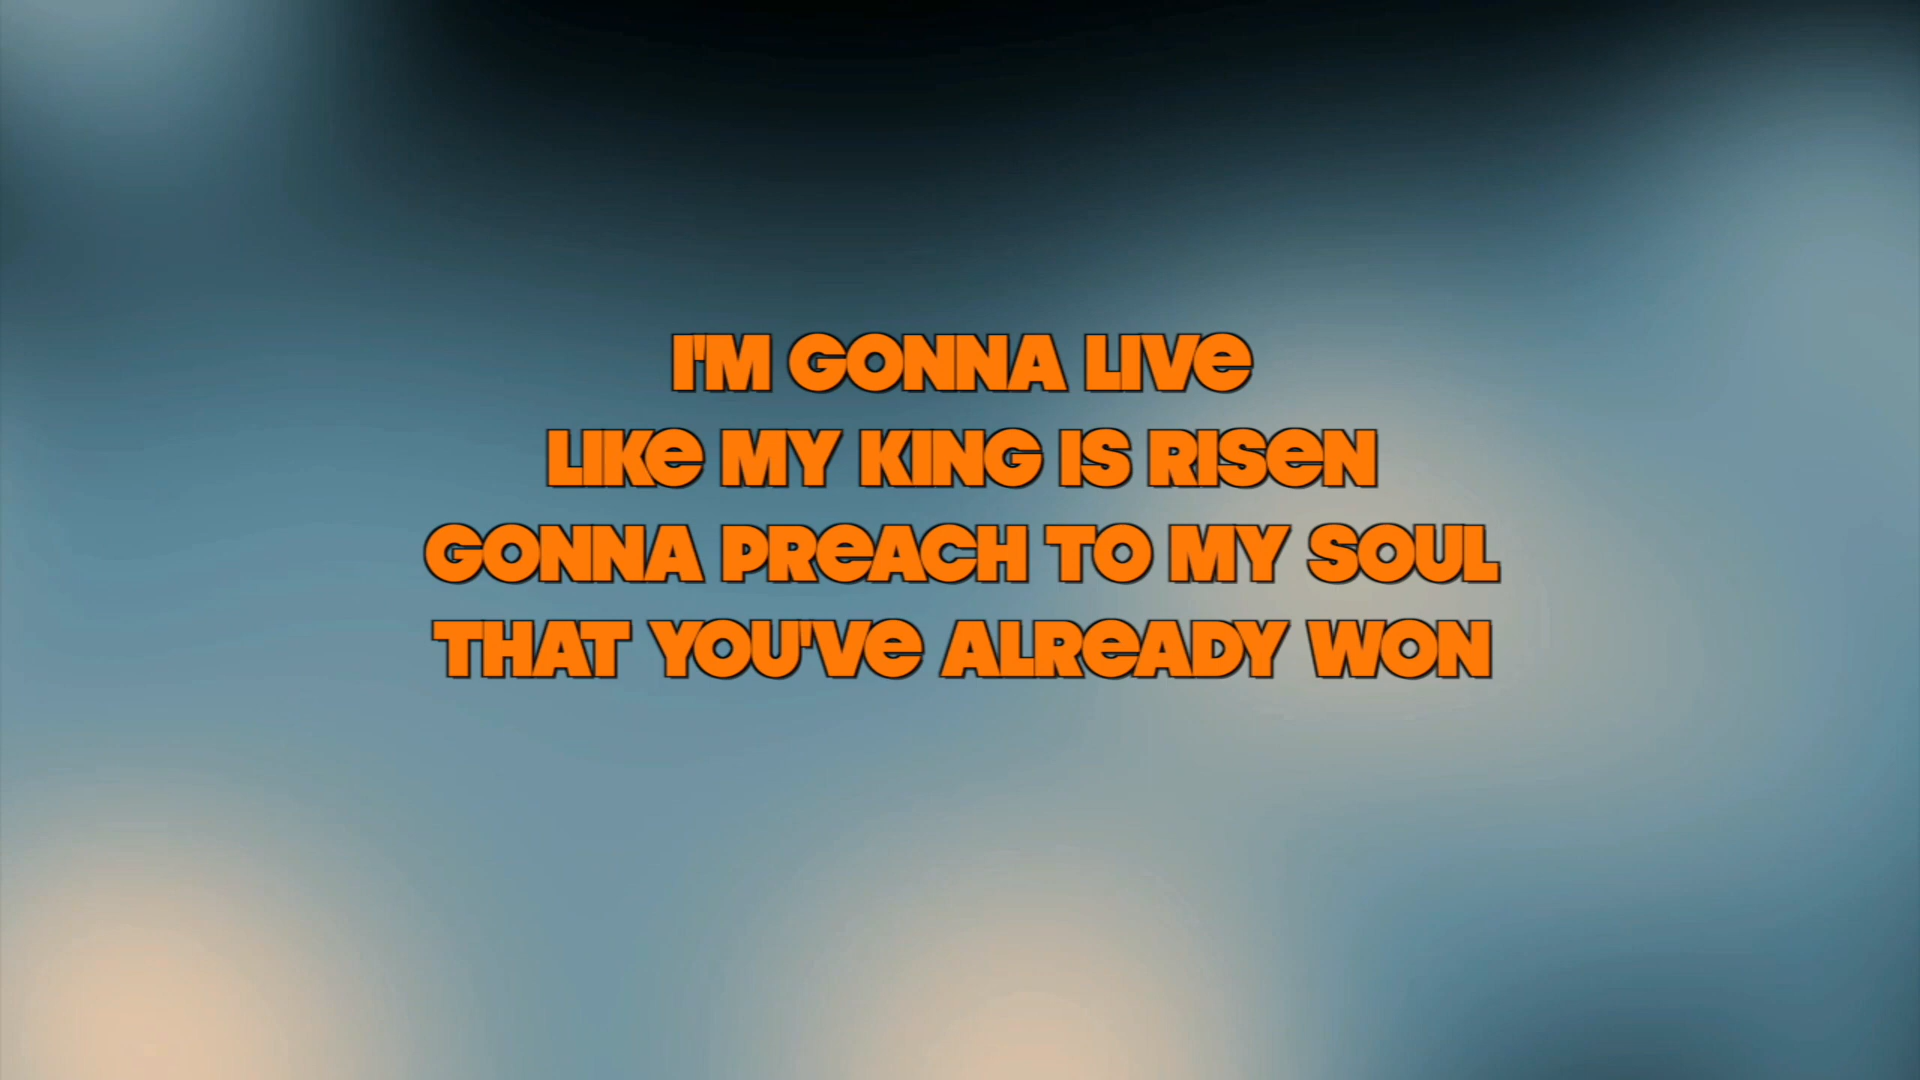 I'M GONNA LIVE
LIKE MY KING IS RISEN
GONNA PREACH TO MY SOUL
THAT YOU'VE ALREADY WON